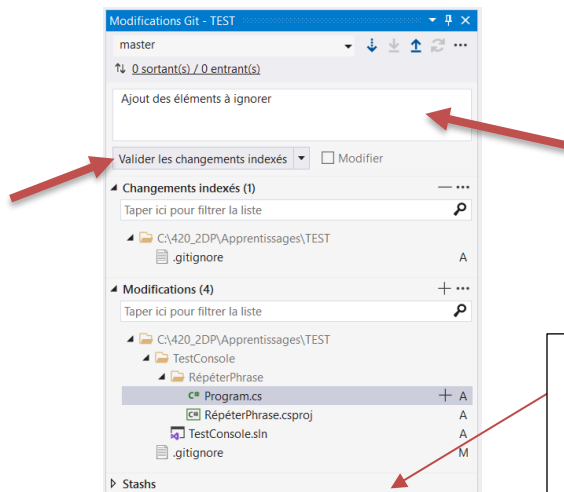 Modifications Git - TEST
master
0 sortant(s) / 0 entrant(s)
Ajout des éléments à ignorer
Valider les changements indexés
Modifier
Changements indexés (1)
Taper ici pour filtrer la liste
C:\420_2DP\Apprentissages\TEST
.gitignore A
Modifications (4)
Taper ici pour filtrer la liste
C:\420_2DP\Apprentissages\TEST
TestConsole
RépéterPhrase
C# Program.cs A
C# RépéterPhrase.csproj A
TestConsole.sln A
.gitignore M
Stashs